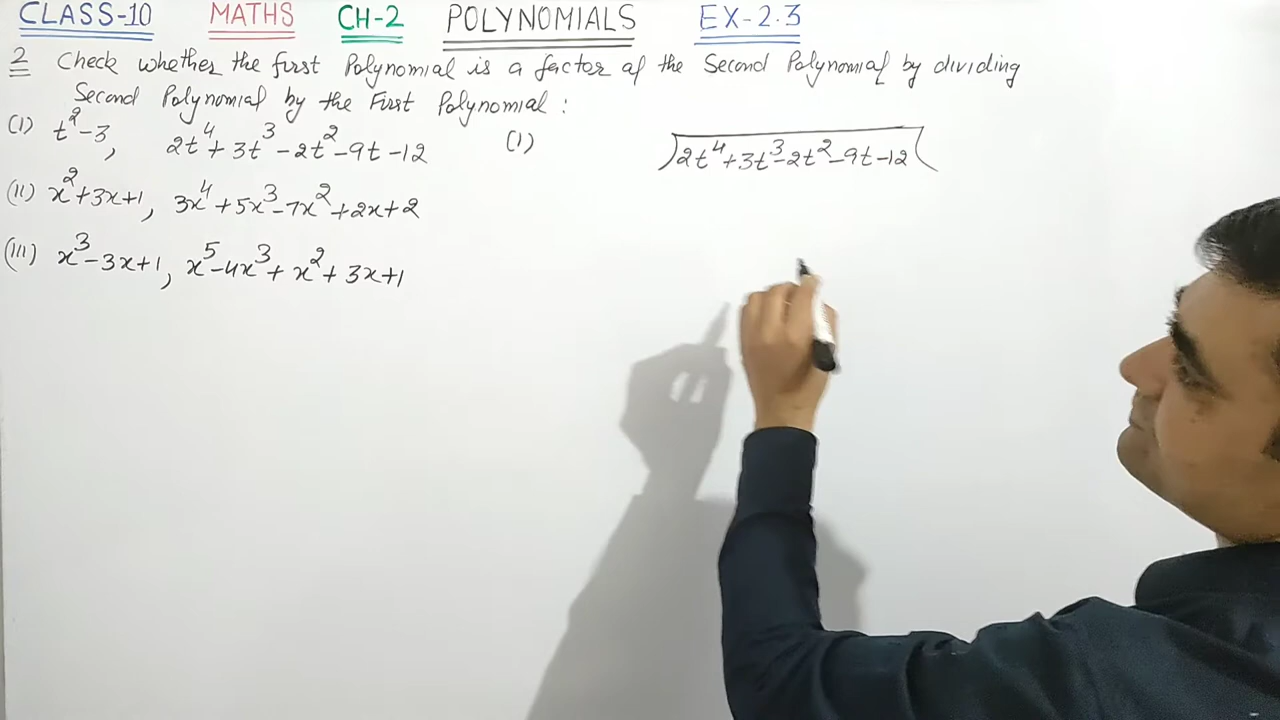 CLASS-10 MATHS CH-2 POLYNOMIALS EX-2.3
2 Check whether the first Polynomial is a factor of the Second Polynomial by dividing
Second Polynomial by the First Polynomial :
(I) t²-3, 2t⁴+3t³-2t²-9t-12
(II) x²+3x+1, 3x⁴+5x³-7x²+2x+2
(III) x³-3x+1, x⁵-4x³+x²+3x+1
(I) )2t⁴+3t³-2t²-9t-12(